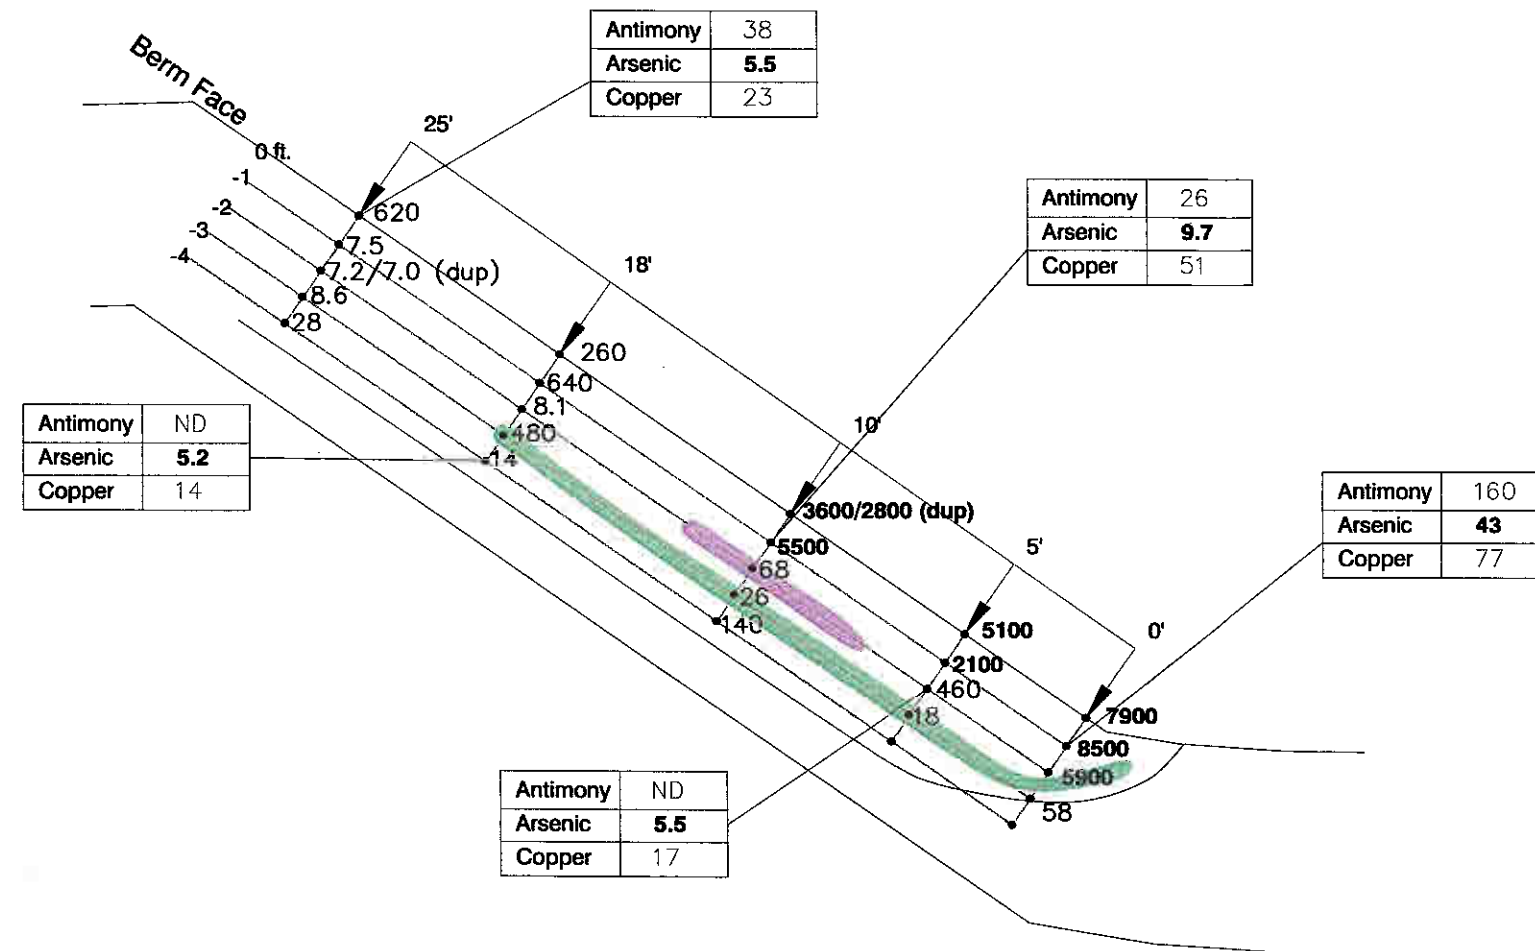 Antimony 38
Arsenic 5.5
Copper 23
Berm Face
25'
0 ft.
-1
-2
-3
-4
620
7.5
7.2/7.0 (dup)
8.6
28
18'
260
640
8.1
480
14
Antimony 26
Arsenic 9.7
Copper 51
Antimony ND
Arsenic 5.2
Copper 14
10'
3600/2800 (dup)
5500
68
26
140
Antimony 160
Arsenic 43
Copper 77
5'
5100
2100
460
18
0'
7900
8500
5900
58
Antimony ND
Arsenic 5.5
Copper 17